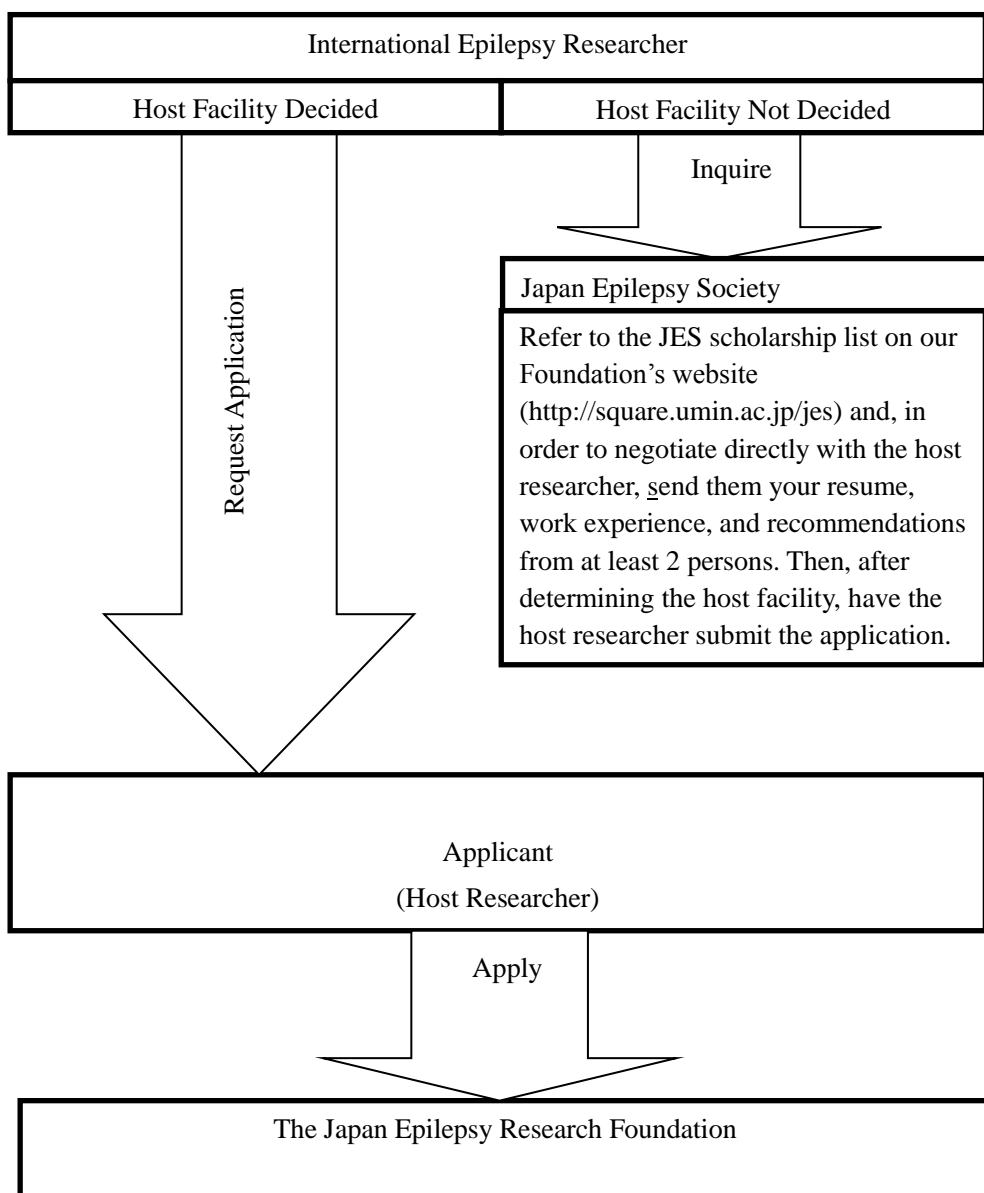 International Epilepsy Researcher
Host Facility Decided
Host Facility Not Decided
Inquire
Request Application
Japan Epilepsy Society
Refer to the JES scholarship list on our
Foundation's website
(http://square.umin.ac.jp/jes) and, in
order to negotiate directly with the host
researcher, send them your resume,
work experience, and recommendations
from at least 2 persons. Then, after
determining the host facility, have the
host researcher submit the application.
Applicant
(Host Researcher)
Apply
The Japan Epilepsy Research Foundation